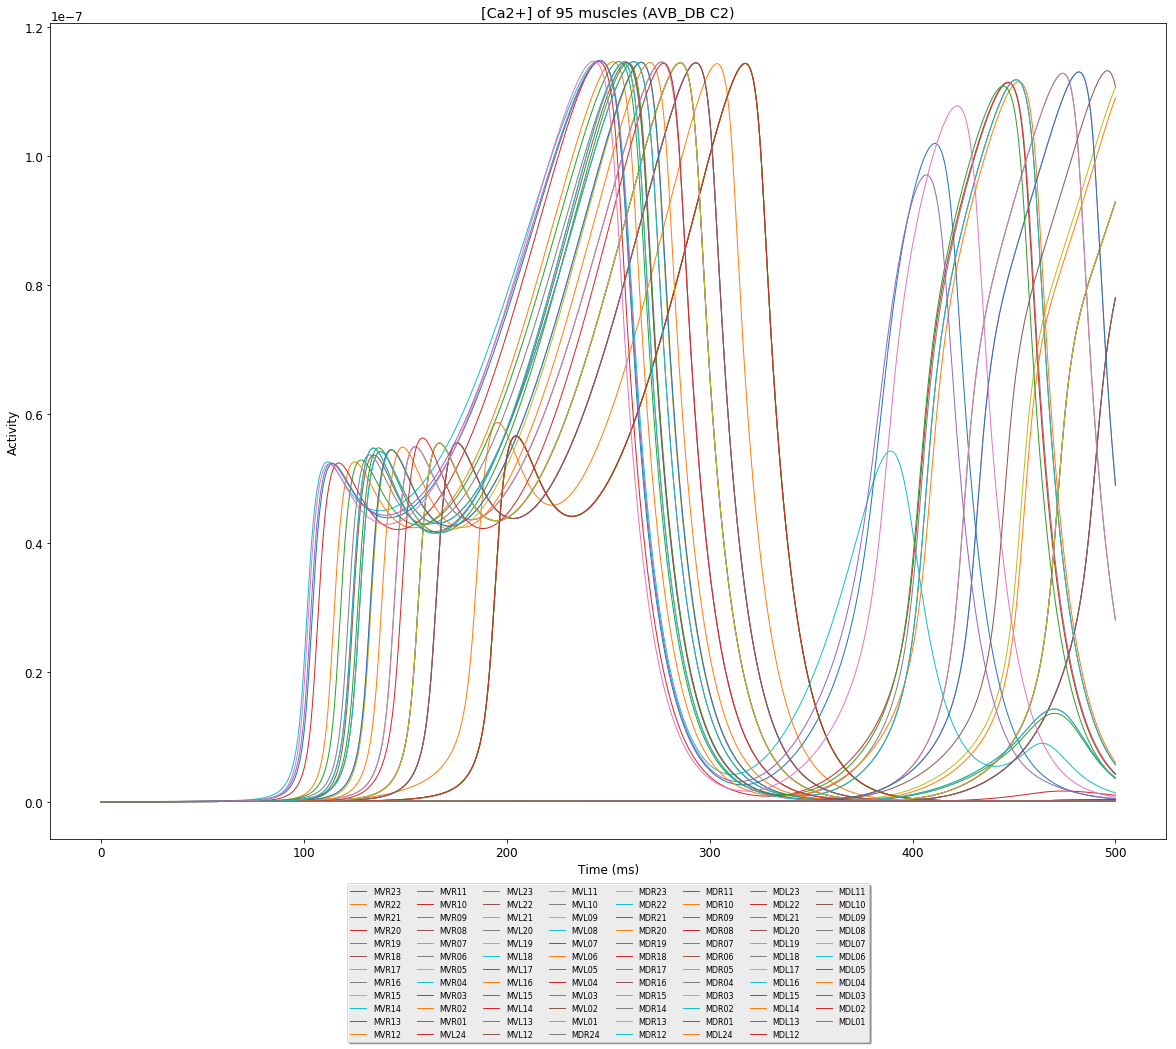 [Ca2+] of 95 muscles (AVB_DB C2)
1e−7
1.2
1.0
0.8
0.6
0.4
0.2
0.0
Activity
0 100 200 300 400 500
Time (ms)
MVR23 MVR11 MVL23 MVL11 MDR23 MDR11 MDL23 MDL11
MVR22 MVR10 MVL22 MVL10 MDR22 MDR10 MDL22 MDL10
MVR21 MVR09 MVL21 MVL09 MDR21 MDR09 MDL21 MDL09
MVR20 MVR08 MVL20 MVL08 MDR20 MDR08 MDL20 MDL08
MVR19 MVR07 MVL19 MVL07 MDR19 MDR07 MDL19 MDL07
MVR18 MVR06 MVL18 MVL06 MDR18 MDR06 MDL18 MDL06
MVR17 MVR05 MVL17 MVL05 MDR17 MDR05 MDL17 MDL05
MVR16 MVR04 MVL16 MVL04 MDR16 MDR04 MDL16 MDL04
MVR15 MVR03 MVL15 MVL03 MDR15 MDR03 MDL15 MDL03
MVR14 MVR02 MVL14 MVL02 MDR14 MDR02 MDL14 MDL02
MVR13 MVR01 MVL13 MVL01 MDR13 MDR01 MDL13 MDL01
MVR12 MVL24 MVL12 MDR24 MDR12 MDL24 MDL12